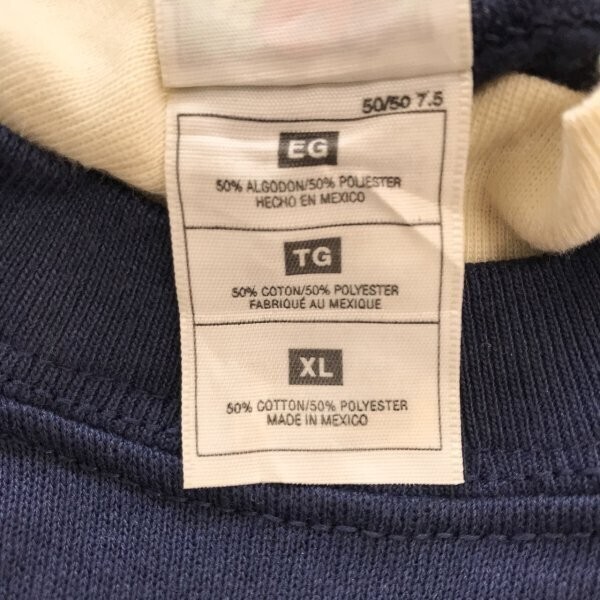 50/50 7.5
EG
50% ALGODON/50% POLIESTER
HECHO EN MEXICO
TG
50% COTON/50% POLYESTER
FABRIQUÉ AU MEXIQUE
XL
50% COTTON/50% POLYESTER
MADE IN MEXICO